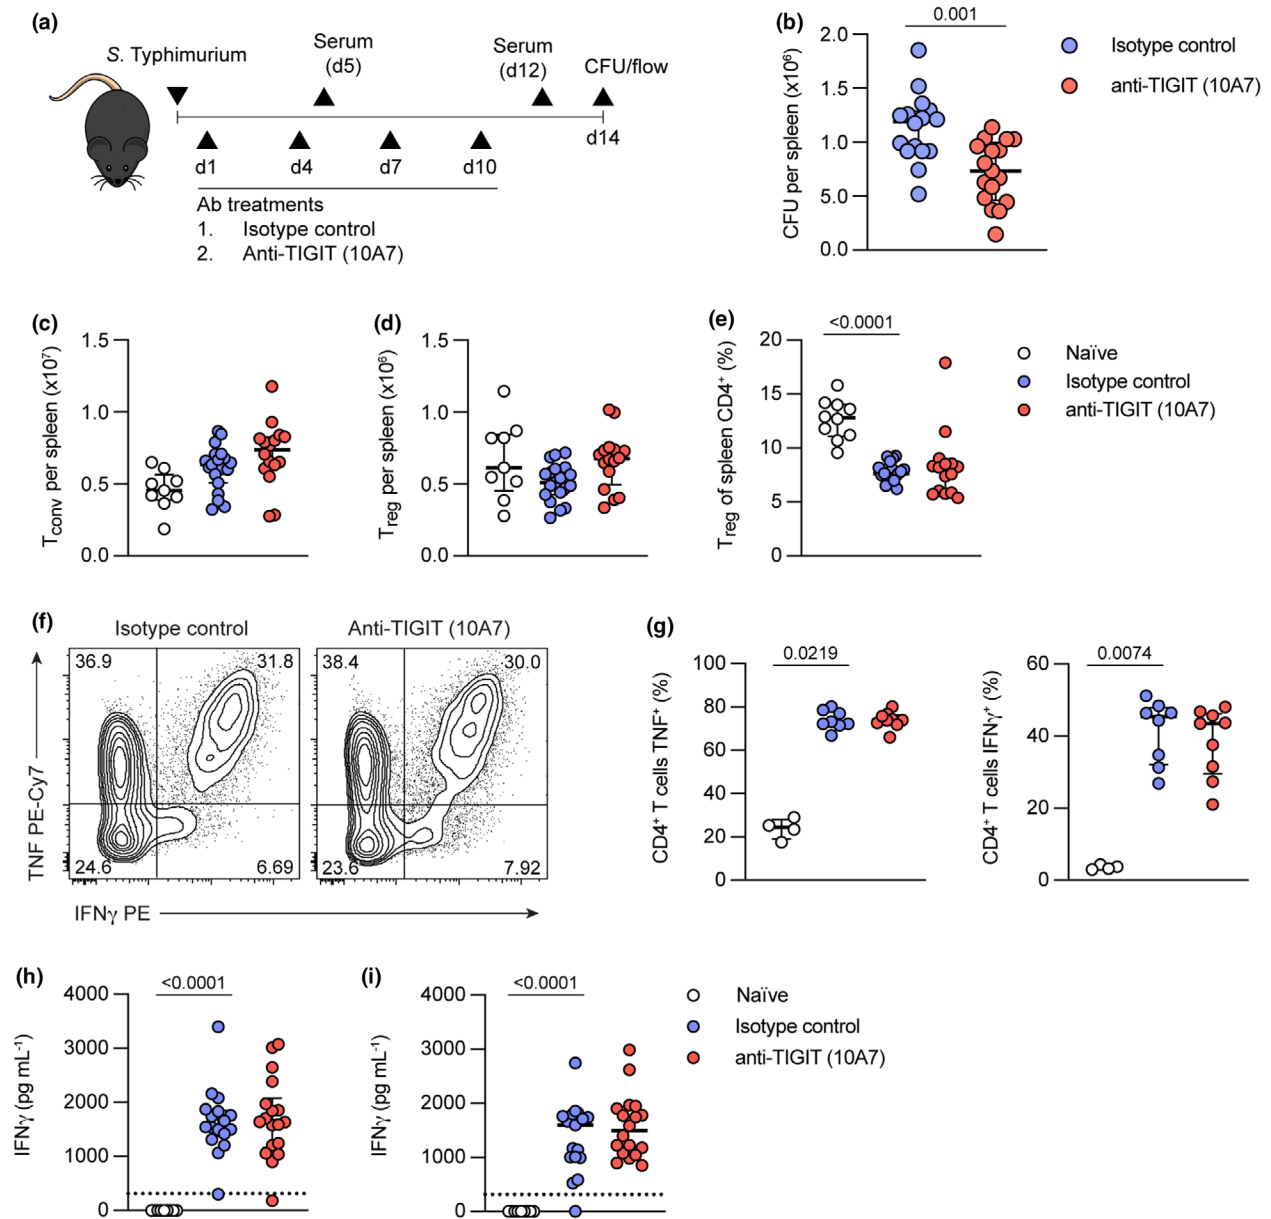 (a)
S. Typhimurium
Serum
(d5)
Serum
(d12)
CFU/flow
d1
d4
d7
d10
d14
Ab treatments
1. Isotype control
2. Anti-TIGIT (10A7)
(b)
0.001
CFU per spleen (x10⁶)
2.0
1.5
1.0
5.0
0.0
Isotype control
anti-TIGIT (10A7)
(c)
Tconv per spleen (x10⁷)
1.5
1.0
0.5
0.0
(d)
Treg per spleen (x10⁶)
1.5
1.0
0.5
0.0
(e)
<0.0001
Treg of spleen CD4⁺ (%)
20
15
10
5
0
Naïve
Isotype control
anti-TIGIT (10A7)
(f)
Isotype control
Anti-TIGIT (10A7)
36.9
31.8
24.6
6.69
38.4
30.0
23.6
7.92
TNF PE-Cy7
IFNγ PE
(g)
0.0219
CD4⁺ T cells TNF⁺ (%)
100
80
60
40
20
0
0.0074
CD4⁺ T cells IFNγ⁺ (%)
60
40
20
0
(h)
<0.0001
IFNγ (pg mL⁻¹)
4000
3000
2000
1000
0
(i)
<0.0001
IFNγ (pg mL⁻¹)
4000
3000
2000
1000
0
Naïve
Isotype control
anti-TIGIT (10A7)